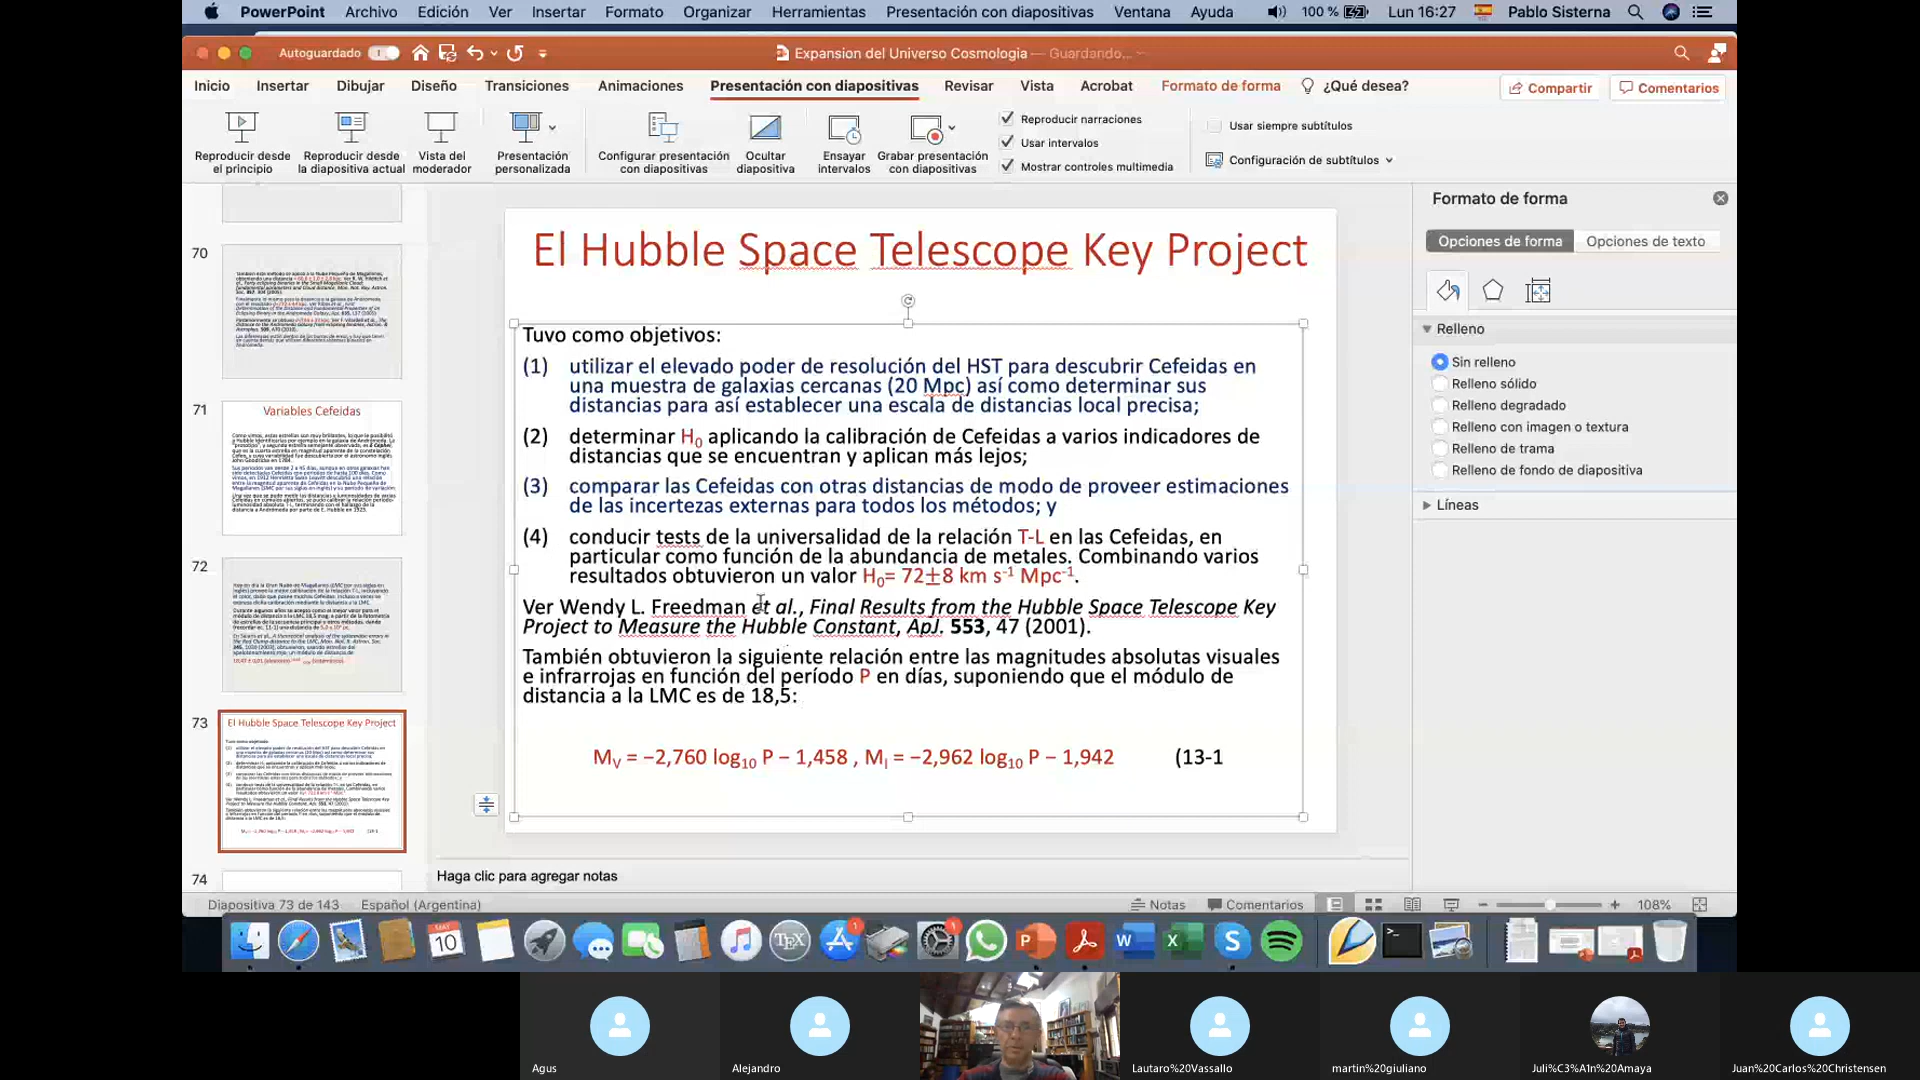 PowerPoint Archivo Edición Ver Insertar Formato Organizar Herramientas Presentación con diapositivas Ventana Ayuda 100 % Lun 16:27 Pablo Sisterna
Autoguardado Expansion del Universo Cosmologia — Guardando...
Inicio Insertar Dibujar Diseño Transiciones Animaciones Presentación con diapositivas Revisar Vista Acrobat Formato de forma ¿Qué desea? Compartir Comentarios
Reproducir desde el principio
Reproducir desde la diapositiva actual
Vista del moderador
Presentación personalizada
Configurar presentación con diapositivas
Ocultar diapositiva
Ensayar intervalos
Grabar presentación con diapositivas
Reproducir narraciones
Usar intervalos
Mostrar controles multimedia
Usar siempre subtítulos
Configuración de subtítulos
70
71
Variables Cefeidas
72
73
El Hubble Space Telescope Key Project
74
El Hubble Space Telescope Key Project
Tuvo como objetivos:
(1) utilizar el elevado poder de resolución del HST para descubrir Cefeidas en
una muestra de galaxias cercanas (20 Mpc) así como determinar sus
distancias para así establecer una escala de distancias local precisa;
(2) determinar H₀ aplicando la calibración de Cefeidas a varios indicadores de
distancias que se encuentran y aplican más lejos;
(3) comparar las Cefeidas con otras distancias de modo de proveer estimaciones
de las incertezas externas para todos los métodos; y
(4) conducir tests de la universalidad de la relación T-L en las Cefeidas, en
particular como función de la abundancia de metales. Combinando varios
resultados obtuvieron un valor H₀= 72±8 km s⁻¹ Mpc⁻¹.
Ver Wendy L. Freedman et al., Final Results from the Hubble Space Telescope Key
Project to Measure the Hubble Constant, ApJ. 553, 47 (2001).
También obtuvieron la siguiente relación entre las magnitudes absolutas visuales
e infrarrojas en función del período P en días, suponiendo que el módulo de
distancia a la LMC es de 18,5:
M_V = −2,760 log₁₀ P − 1,458 , M_I = −2,962 log₁₀ P − 1,942 (13-1
Formato de forma
Opciones de forma Opciones de texto
Relleno
Sin relleno
Relleno sólido
Relleno degradado
Relleno con imagen o textura
Relleno de trama
Relleno de fondo de diapositiva
Líneas
Haga clic para agregar notas
Diapositiva 73 de 143 Español (Argentina) Notas Comentarios 108%
MAY 10
TEX
1
1
Agus
Alejandro
Lautaro%20Vassallo
martin%20giuliano
Juli%C3%A1n%20Amaya
Juan%20Carlos%20Christensen